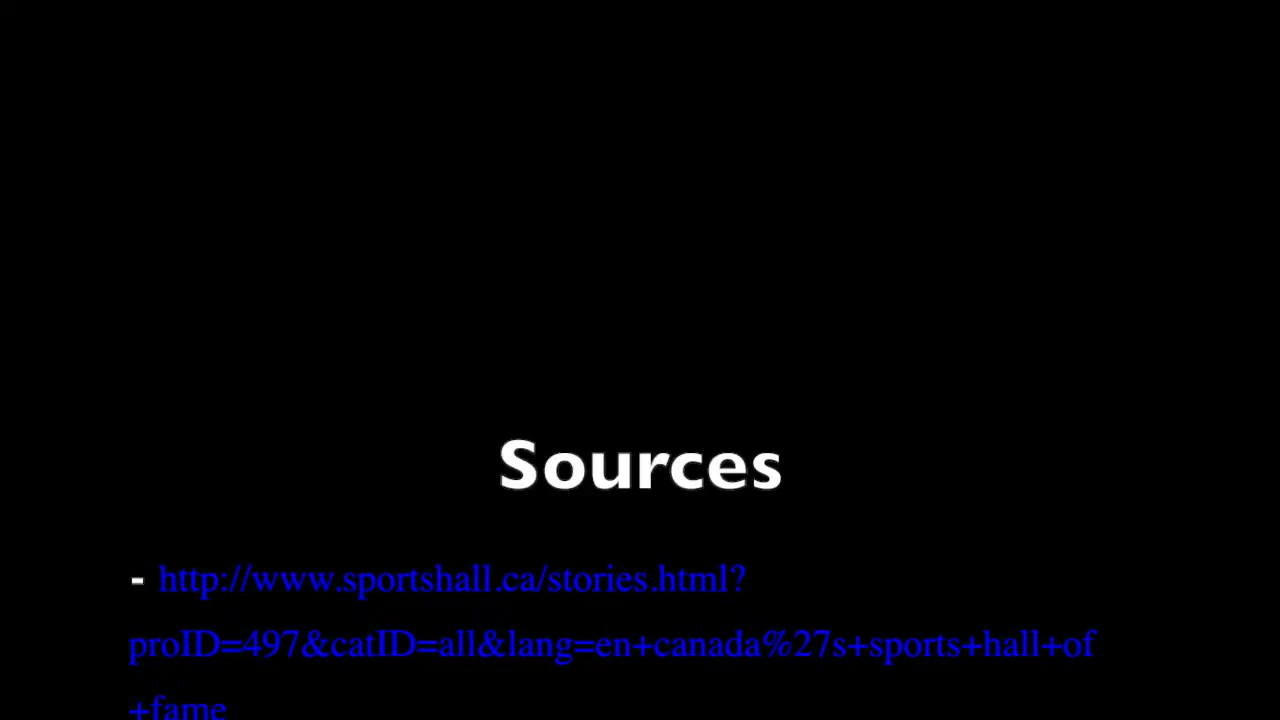 Sources
- http://www.sportshall.ca/stories.html?
proID=497&catID=all&lang=en+canada%27s+sports+hall+of
+fame